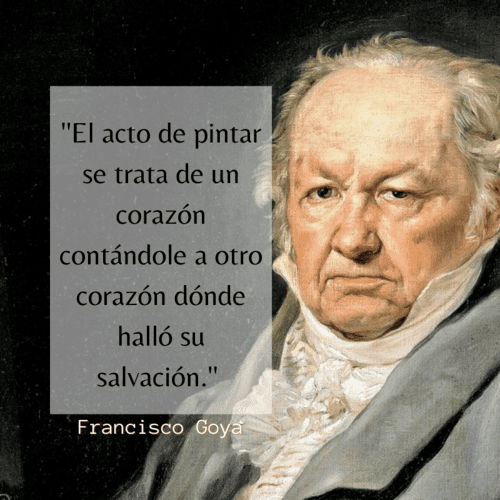 "El acto de pintar
se trata de un
corazón
contándole a otro
corazón dónde
halló su
salvación."
Francisco Goya